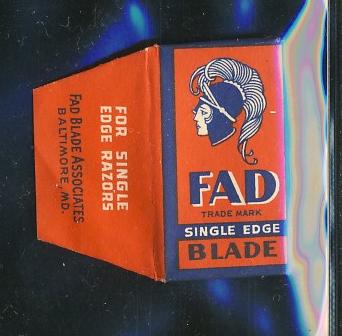 FAD
TRADE MARK
SINGLE EDGE
BLADE
FOR SINGLE
EDGE RAZORS
FAD BLADE ASSOCIATES
BALTIMORE, MD.